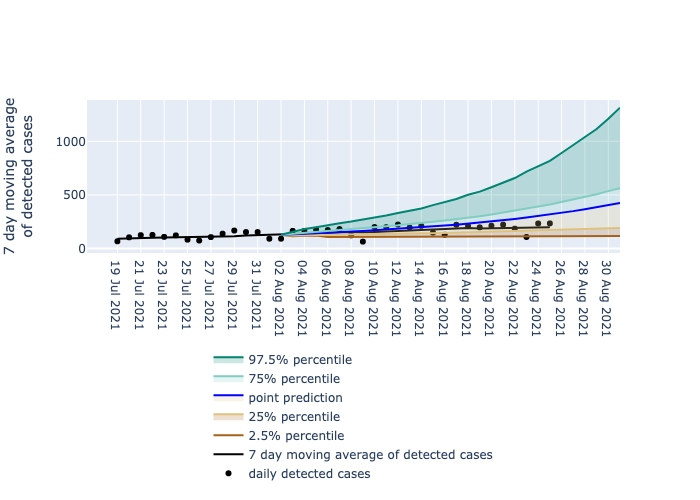 7 day moving average
of detected cases
1000
500
0
19 Jul 2021
21 Jul 2021
23 Jul 2021
25 Jul 2021
27 Jul 2021
29 Jul 2021
31 Jul 2021
02 Aug 2021
04 Aug 2021
06 Aug 2021
08 Aug 2021
10 Aug 2021
12 Aug 2021
14 Aug 2021
16 Aug 2021
18 Aug 2021
20 Aug 2021
22 Aug 2021
24 Aug 2021
26 Aug 2021
28 Aug 2021
30 Aug 2021
97.5% percentile
75% percentile
point prediction
25% percentile
2.5% percentile
7 day moving average of detected cases
daily detected cases